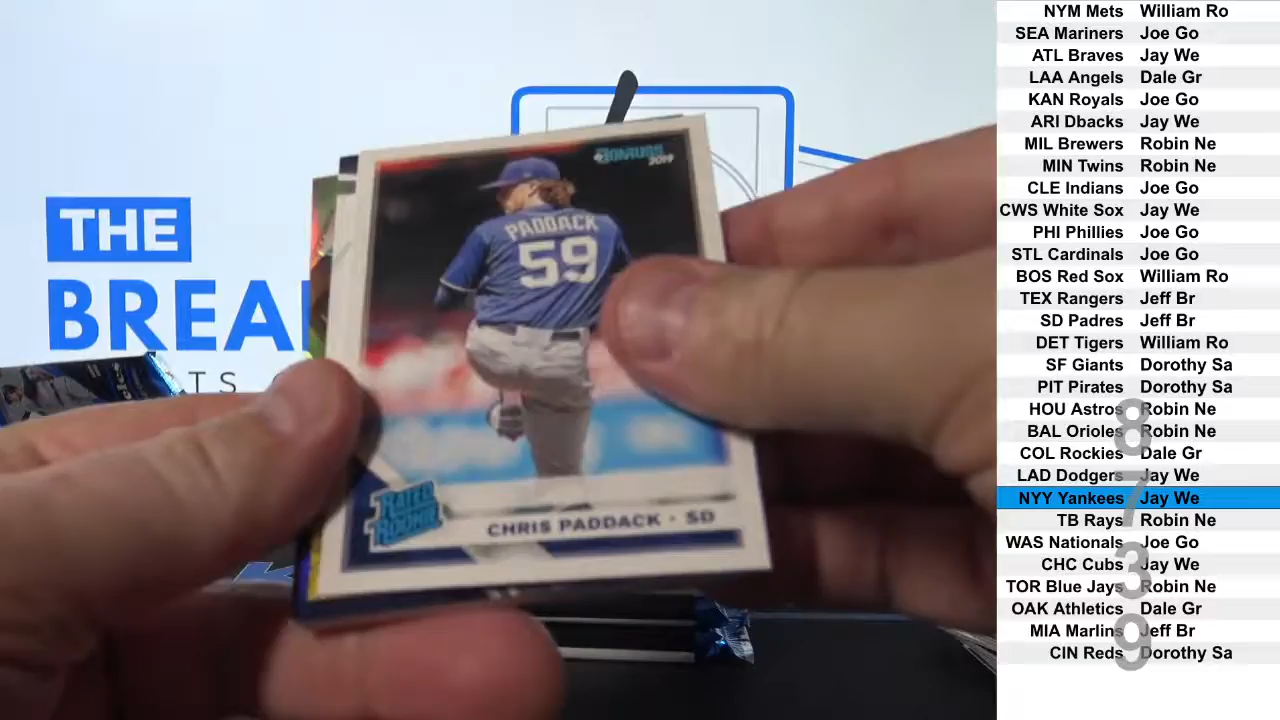 THE
BREA
TS
DONRUSS
2019
PADDACK
59
RATED
ROOKIE
CHRIS PADDACK · SD
NYM Mets William Ro
SEA Mariners Joe Go
ATL Braves Jay We
LAA Angels Dale Gr
KAN Royals Joe Go
ARI Dbacks Jay We
MIL Brewers Robin Ne
MIN Twins Robin Ne
CLE Indians Joe Go
CWS White Sox Jay We
PHI Phillies Joe Go
STL Cardinals Joe Go
BOS Red Sox William Ro
TEX Rangers Jeff Br
SD Padres Jeff Br
DET Tigers William Ro
SF Giants Dorothy Sa
PIT Pirates Dorothy Sa
HOU Astros Robin Ne
BAL Orioles Robin Ne
COL Rockies Dale Gr
LAD Dodgers Jay We
NYY Yankees Jay We
TB Rays Robin Ne
WAS Nationals Joe Go
CHC Cubs Jay We
TOR Blue Jays Robin Ne
OAK Athletics Dale Gr
MIA Marlins Jeff Br
CIN Reds Dorothy Sa
8
7
3
9